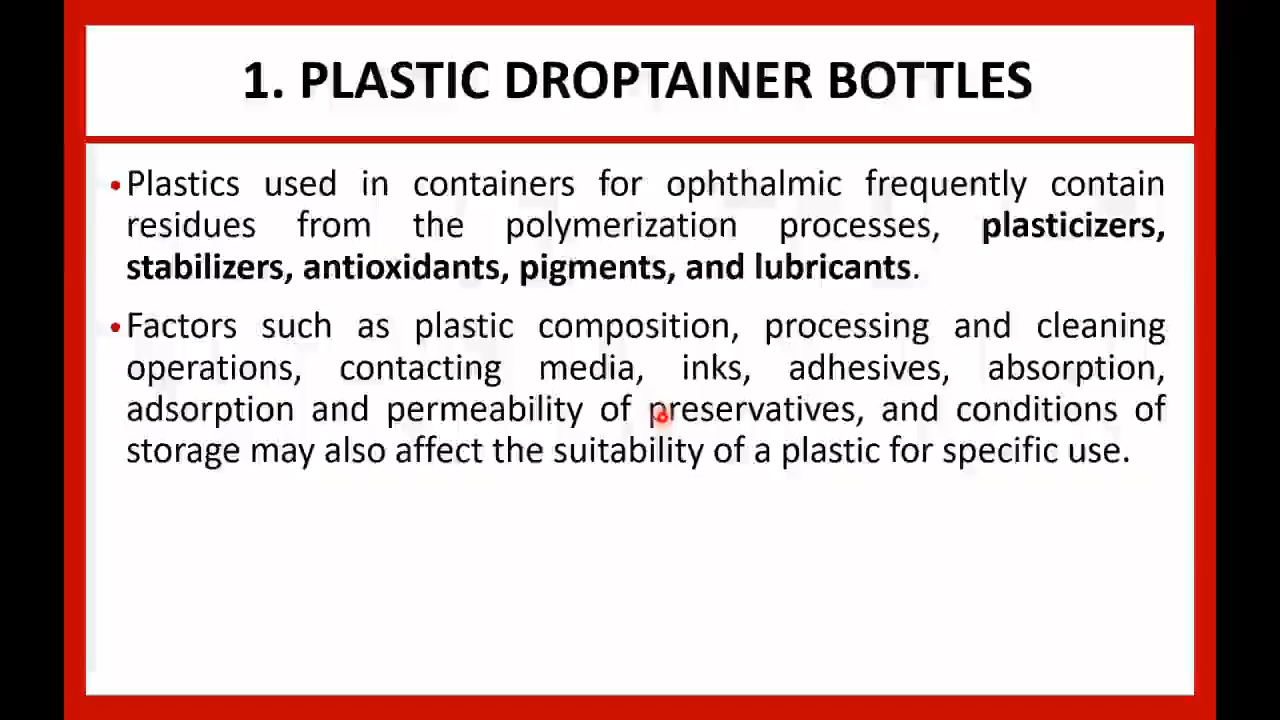 1. PLASTIC DROPTAINER BOTTLES
•Plastics used in containers for ophthalmic frequently contain
residues from the polymerization processes, plasticizers,
stabilizers, antioxidants, pigments, and lubricants.
•Factors such as plastic composition, processing and cleaning
operations, contacting media, inks, adhesives, absorption,
adsorption and permeability of preservatives, and conditions of
storage may also affect the suitability of a plastic for specific use.